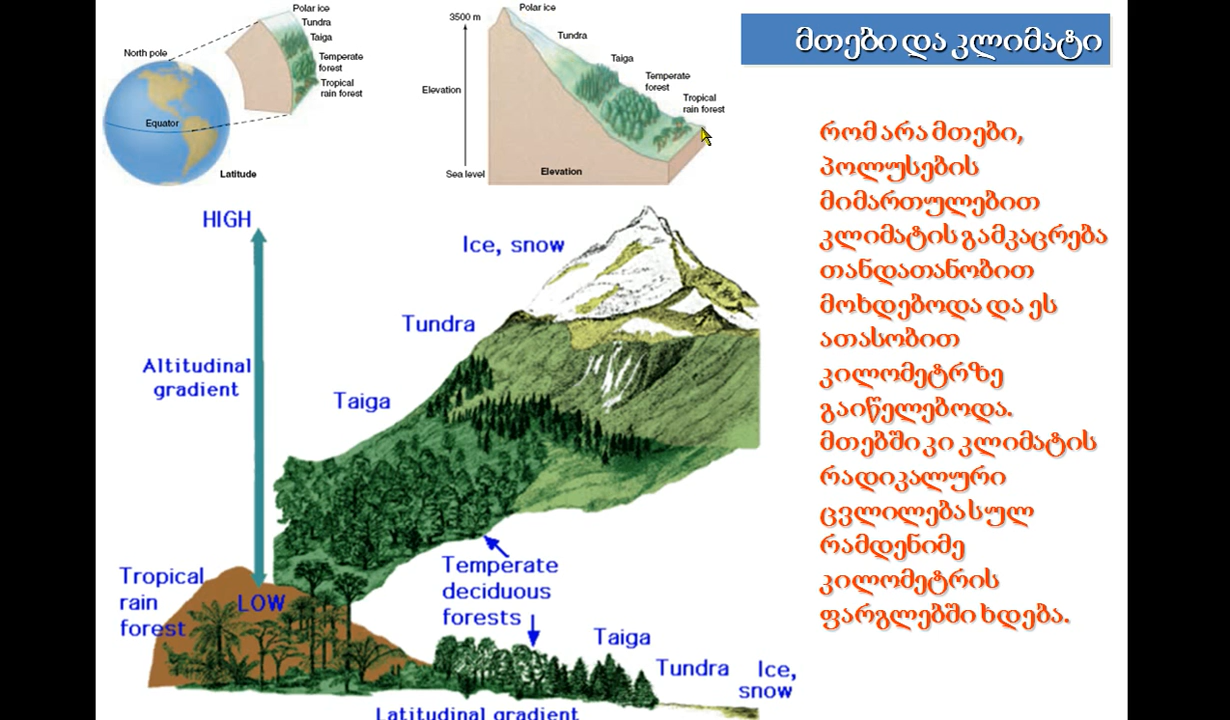 Polar ice
Tundra
Taiga
Temperate
forest
Tropical
rain forest
North pole
Equator
Latitude
3500 m
Polar ice
Tundra
Taiga
Temperate
forest
Tropical
rain forest
Elevation
Sea level
Elevation
მთები და კლიმატი
რომ არა მთები,
პოლუსების
მიმართულებით
კლიმატის გამკაცრება
თანდათანობით
მოხდებოდა და ეს
ათასობით
კილომეტრზე
გაიწელებოდა.
მთებში კი კლიმატის
რადიკალური
ცვლილება სულ
რამდენიმე
კილომეტრის
ფარგლებში ხდება.
HIGH
Ice, snow
Tundra
Altitudinal
gradient
Taiga
Tropical
rain
forest
LOW
Temperate
deciduous
forests
Taiga
Tundra
Ice,
snow
Latitudinal gradient